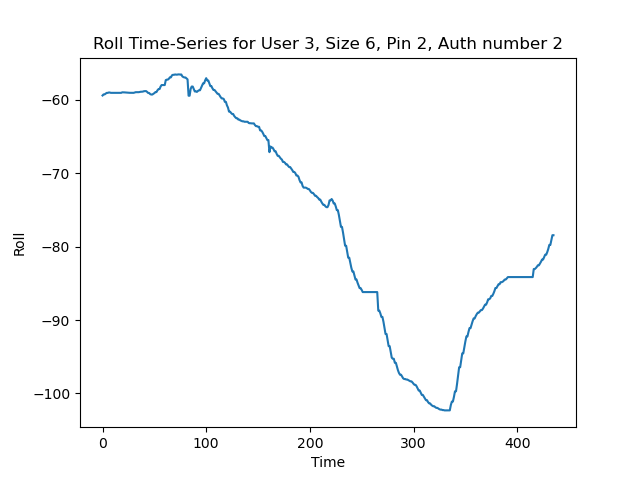 Roll Time-Series for User 3, Size 6, Pin 2, Auth number 2
−60
−70
−80
−90
−100
Roll
0 100 200 300 400
Time